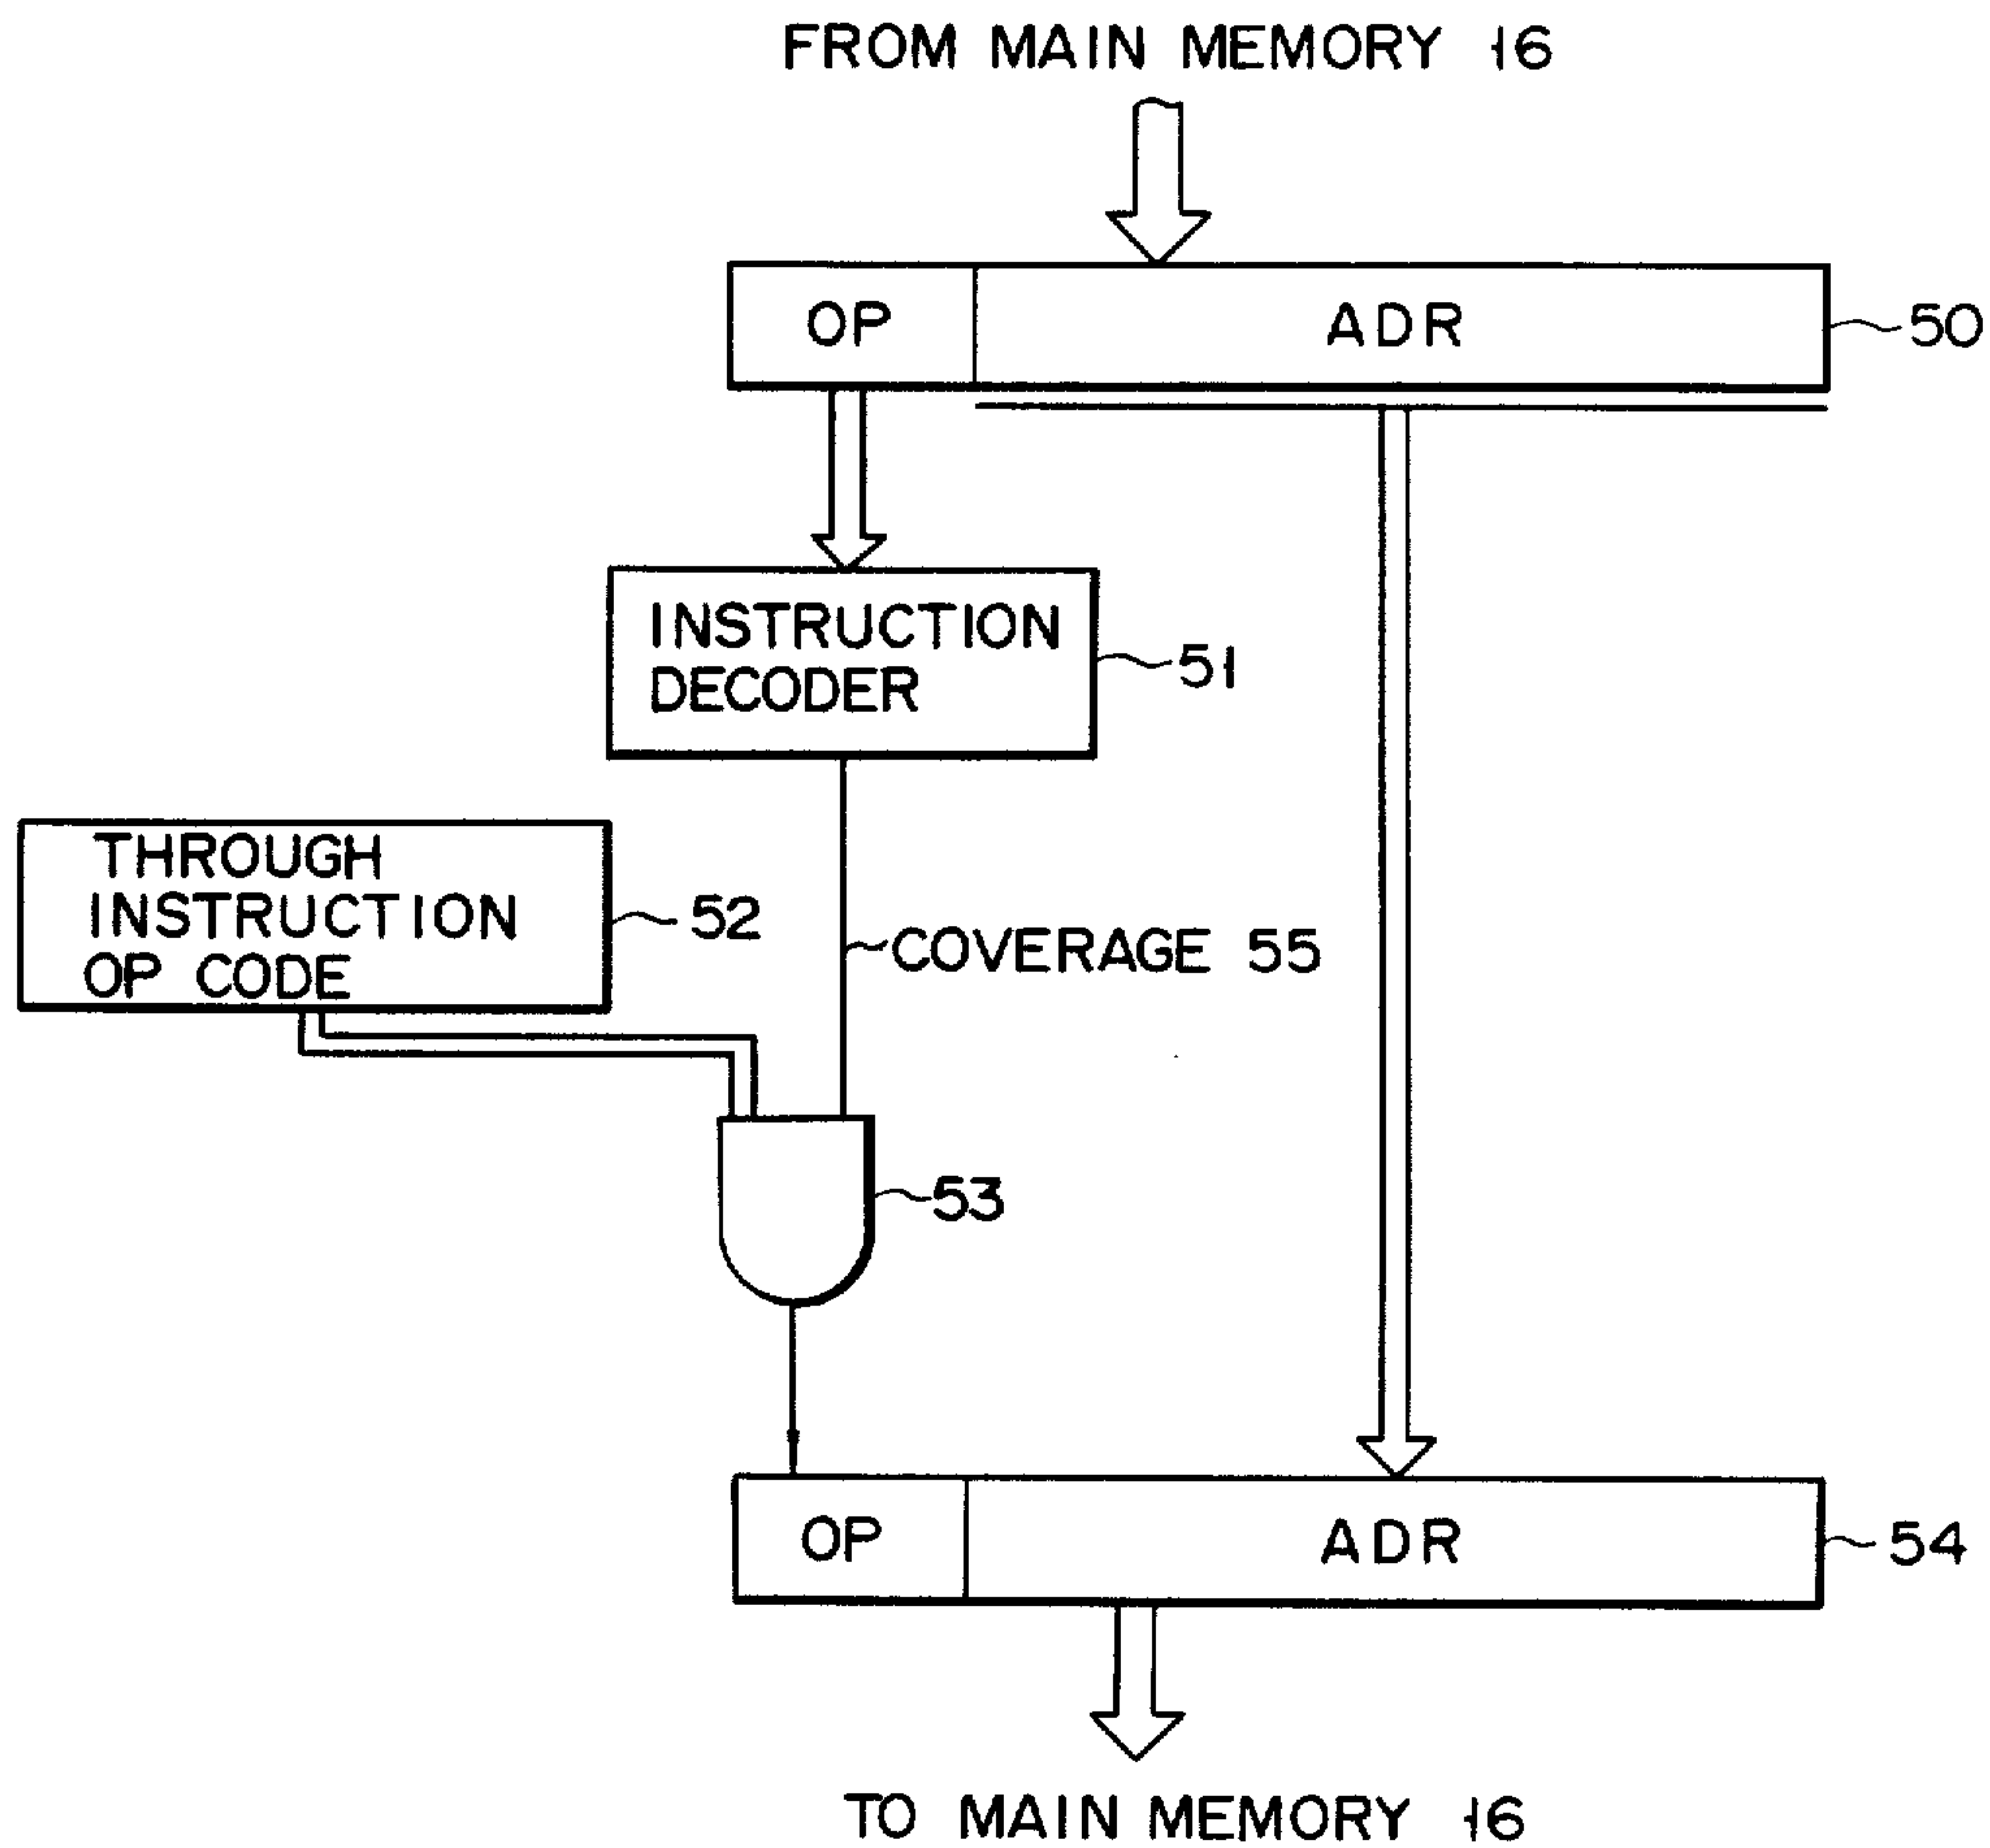 FROM MAIN MEMORY 16
OP ADR 50
INSTRUCTION
DECODER
51
THROUGH
INSTRUCTION
OP CODE
52
COVERAGE 55
53
OP ADR 54
TO MAIN MEMORY 16